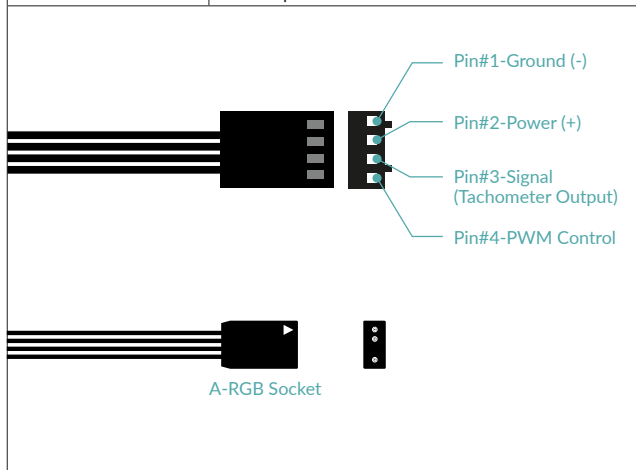 Pin#1-Ground (-)
Pin#2-Power (+)
Pin#3-Signal
(Tachometer Output)
Pin#4-PWM Control
A-RGB Socket